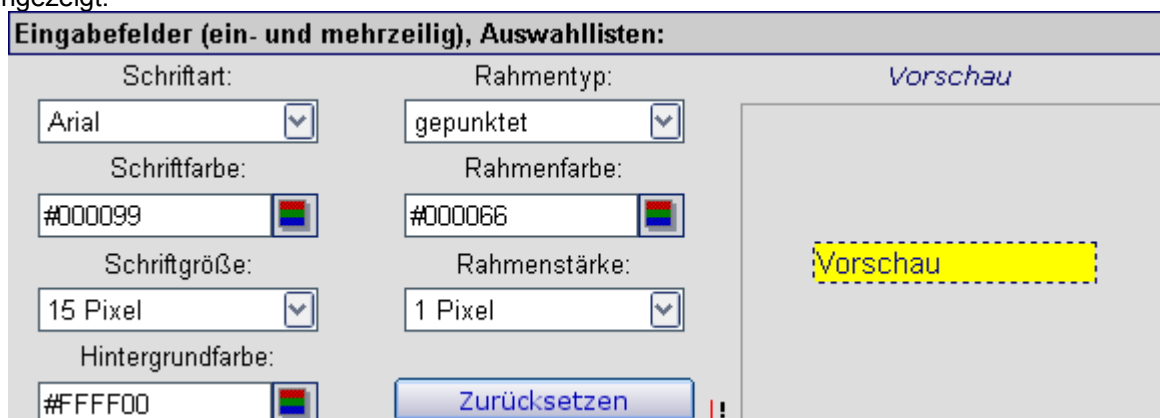 ngezeigt.
Eingabefelder (ein- und mehrzeilig), Auswahllisten:
Schriftart: Rahmentyp: Vorschau
Arial gepunktet
Schriftfarbe: Rahmenfarbe:
#000099 #000066
Schriftgröße: Rahmenstärke: Vorschau
15 Pixel 1 Pixel
Hintergrundfarbe:
#FFFF00 Zurücksetzen !